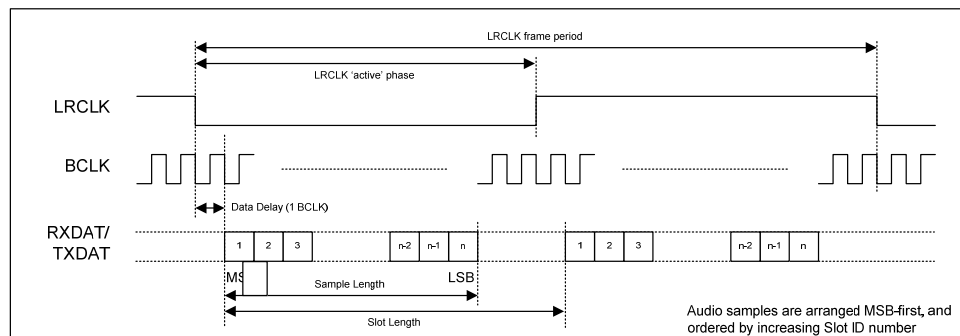 LRCLK frame period
LRCLK 'active' phase
LRCLK
BCLK
Data Delay (1 BCLK)
RXDAT/
TXDAT
1 2 3 n-2 n-1 n 1 2 3 n-2 n-1 n
LSB
Sample Length
Slot Length
Audio samples are arranged MSB-first, and
ordered by increasing Slot ID number